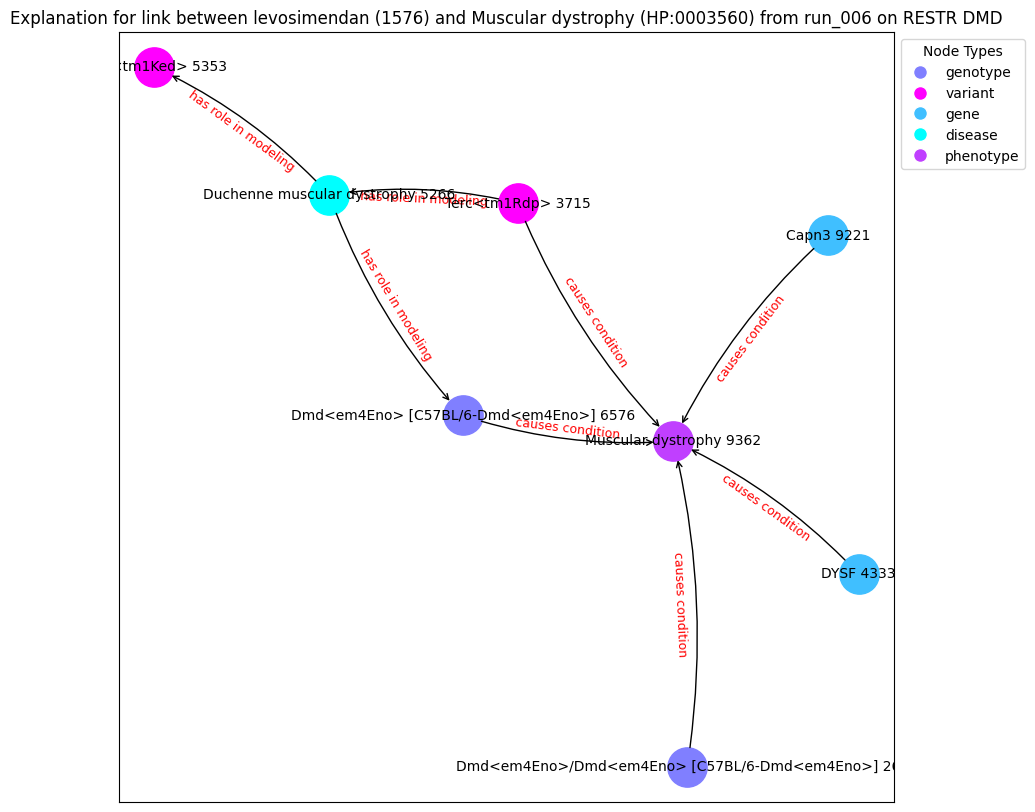 Explanation for link between levosimendan (1576) and Muscular dystrophy (HP:0003560) from run_006 on RESTR DMD
Node Types
genotype
variant
gene
disease
phenotype
<tm1Ked> 5353
has role in modeling
Duchenne muscular dystrophy 5266
has role in modeling
Terc<tm1Rdp> 3715
Capn3 9221
has role in modeling
causes condition
causes condition
Dmd<em4Eno> [C57BL/6-Dmd<em4Eno>] 6576
causes condition
Muscular dystrophy 9362
causes condition
DYSF 4333
causes condition
Dmd<em4Eno>/Dmd<em4Eno> [C57BL/6-Dmd<em4Eno>]